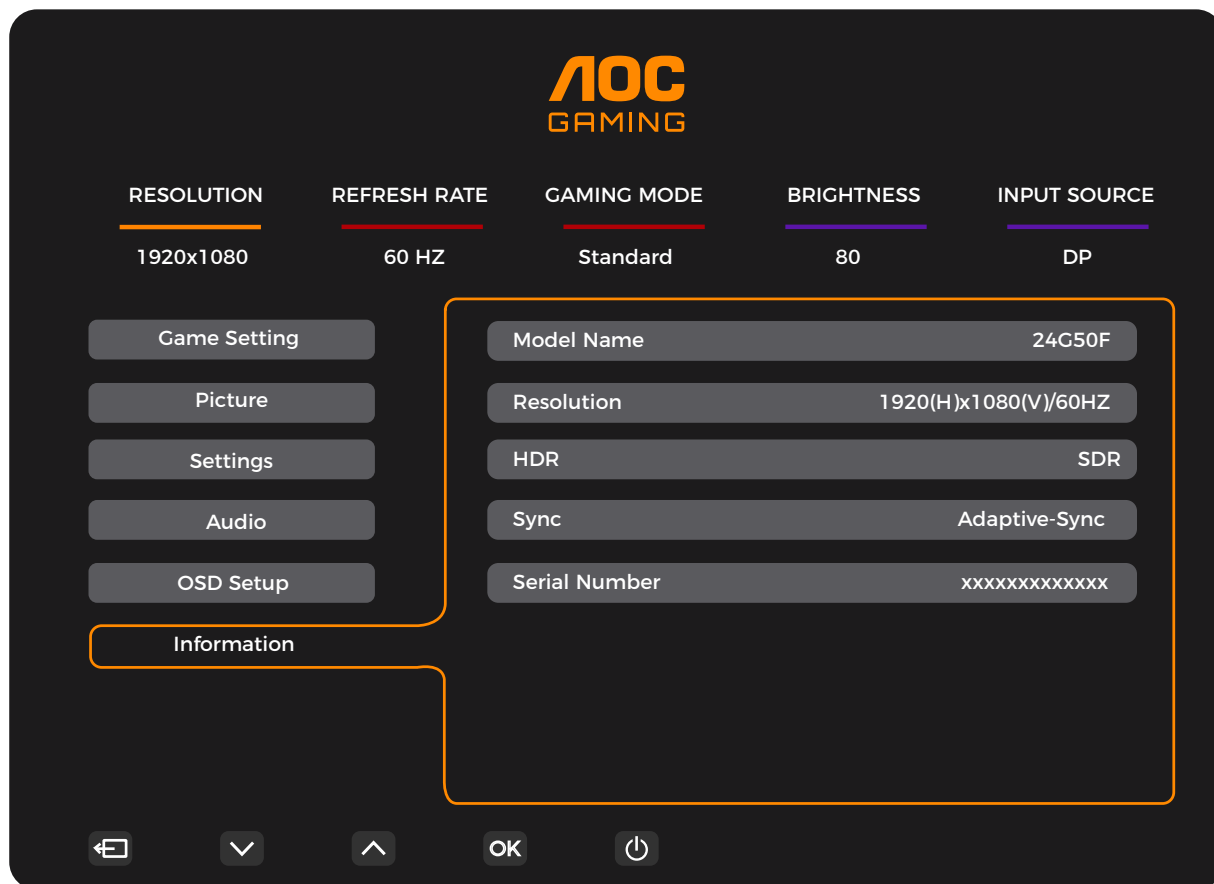 AOC
GAMING
RESOLUTION REFRESH RATE GAMING MODE BRIGHTNESS INPUT SOURCE
1920x1080 60 HZ Standard 80 DP
Game Setting
Model Name 24G50F
Picture
Resolution 1920(H)x1080(V)/60HZ
Settings
HDR SDR
Audio
Sync Adaptive-Sync
OSD Setup
Serial Number xxxxxxxxxxxxx
Information
OK